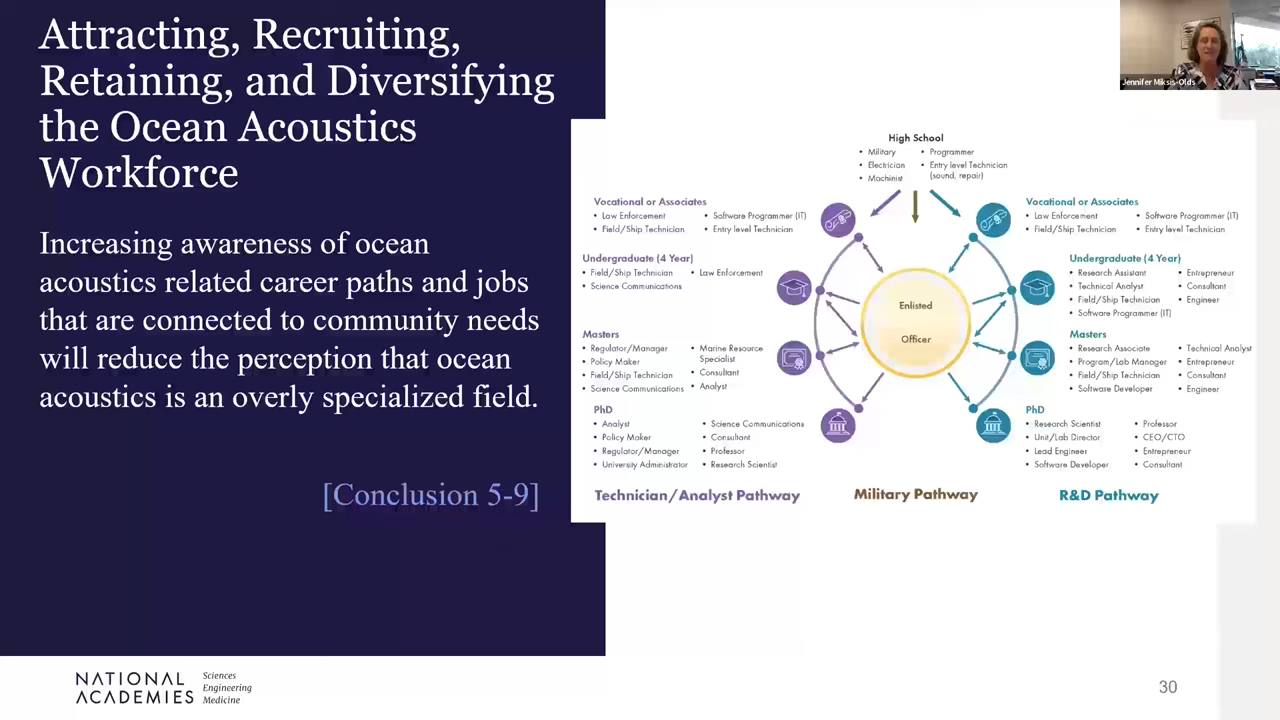 Attracting, Recruiting,
Retaining, and Diversifying
the Ocean Acoustics
Workforce
Increasing awareness of ocean
acoustics related career paths and jobs
that are connected to community needs
will reduce the perception that ocean
acoustics is an overly specialized field.
[Conclusion 5-9]
Jennifer Miksis-Olds
High School
• Military
• Electrician
• Machinist
• Programmer
• Entry level Technician
(sound, repair)
Vocational or Associates
• Law Enforcement
• Field/Ship Technician
• Software Programmer (IT)
• Entry level Technician
Undergraduate (4 Year)
• Field/Ship Technician
• Science Communications
• Law Enforcement
Masters
• Regulator/Manager
• Policy Maker
• Field/Ship Technician
• Science Communications
• Marine Resource
Specialist
• Consultant
• Analyst
PhD
• Analyst
• Policy Maker
• Regulator/Manager
• University Administrator
• Science Communications
• Consultant
• Professor
• Research Scientist
Technician/Analyst Pathway
Enlisted
Officer
Military Pathway
Vocational or Associates
• Law Enforcement
• Field/Ship Technician
• Software Programmer (IT)
• Entry level Technician
Undergraduate (4 Year)
• Research Assistant
• Technical Analyst
• Field/Ship Technician
• Software Programmer (IT)
• Entrepreneur
• Consultant
• Engineer
Masters
• Research Associate
• Program/Lab Manager
• Field/Ship Technician
• Software Developer
• Technical Analyst
• Entrepreneur
• Consultant
• Engineer
PhD
• Research Scientist
• Unit/Lab Director
• Lead Engineer
• Software Developer
• Professor
• CEO/CTO
• Entrepreneur
• Consultant
R&D Pathway
NATIONAL
ACADEMIES
Sciences
Engineering
Medicine
30